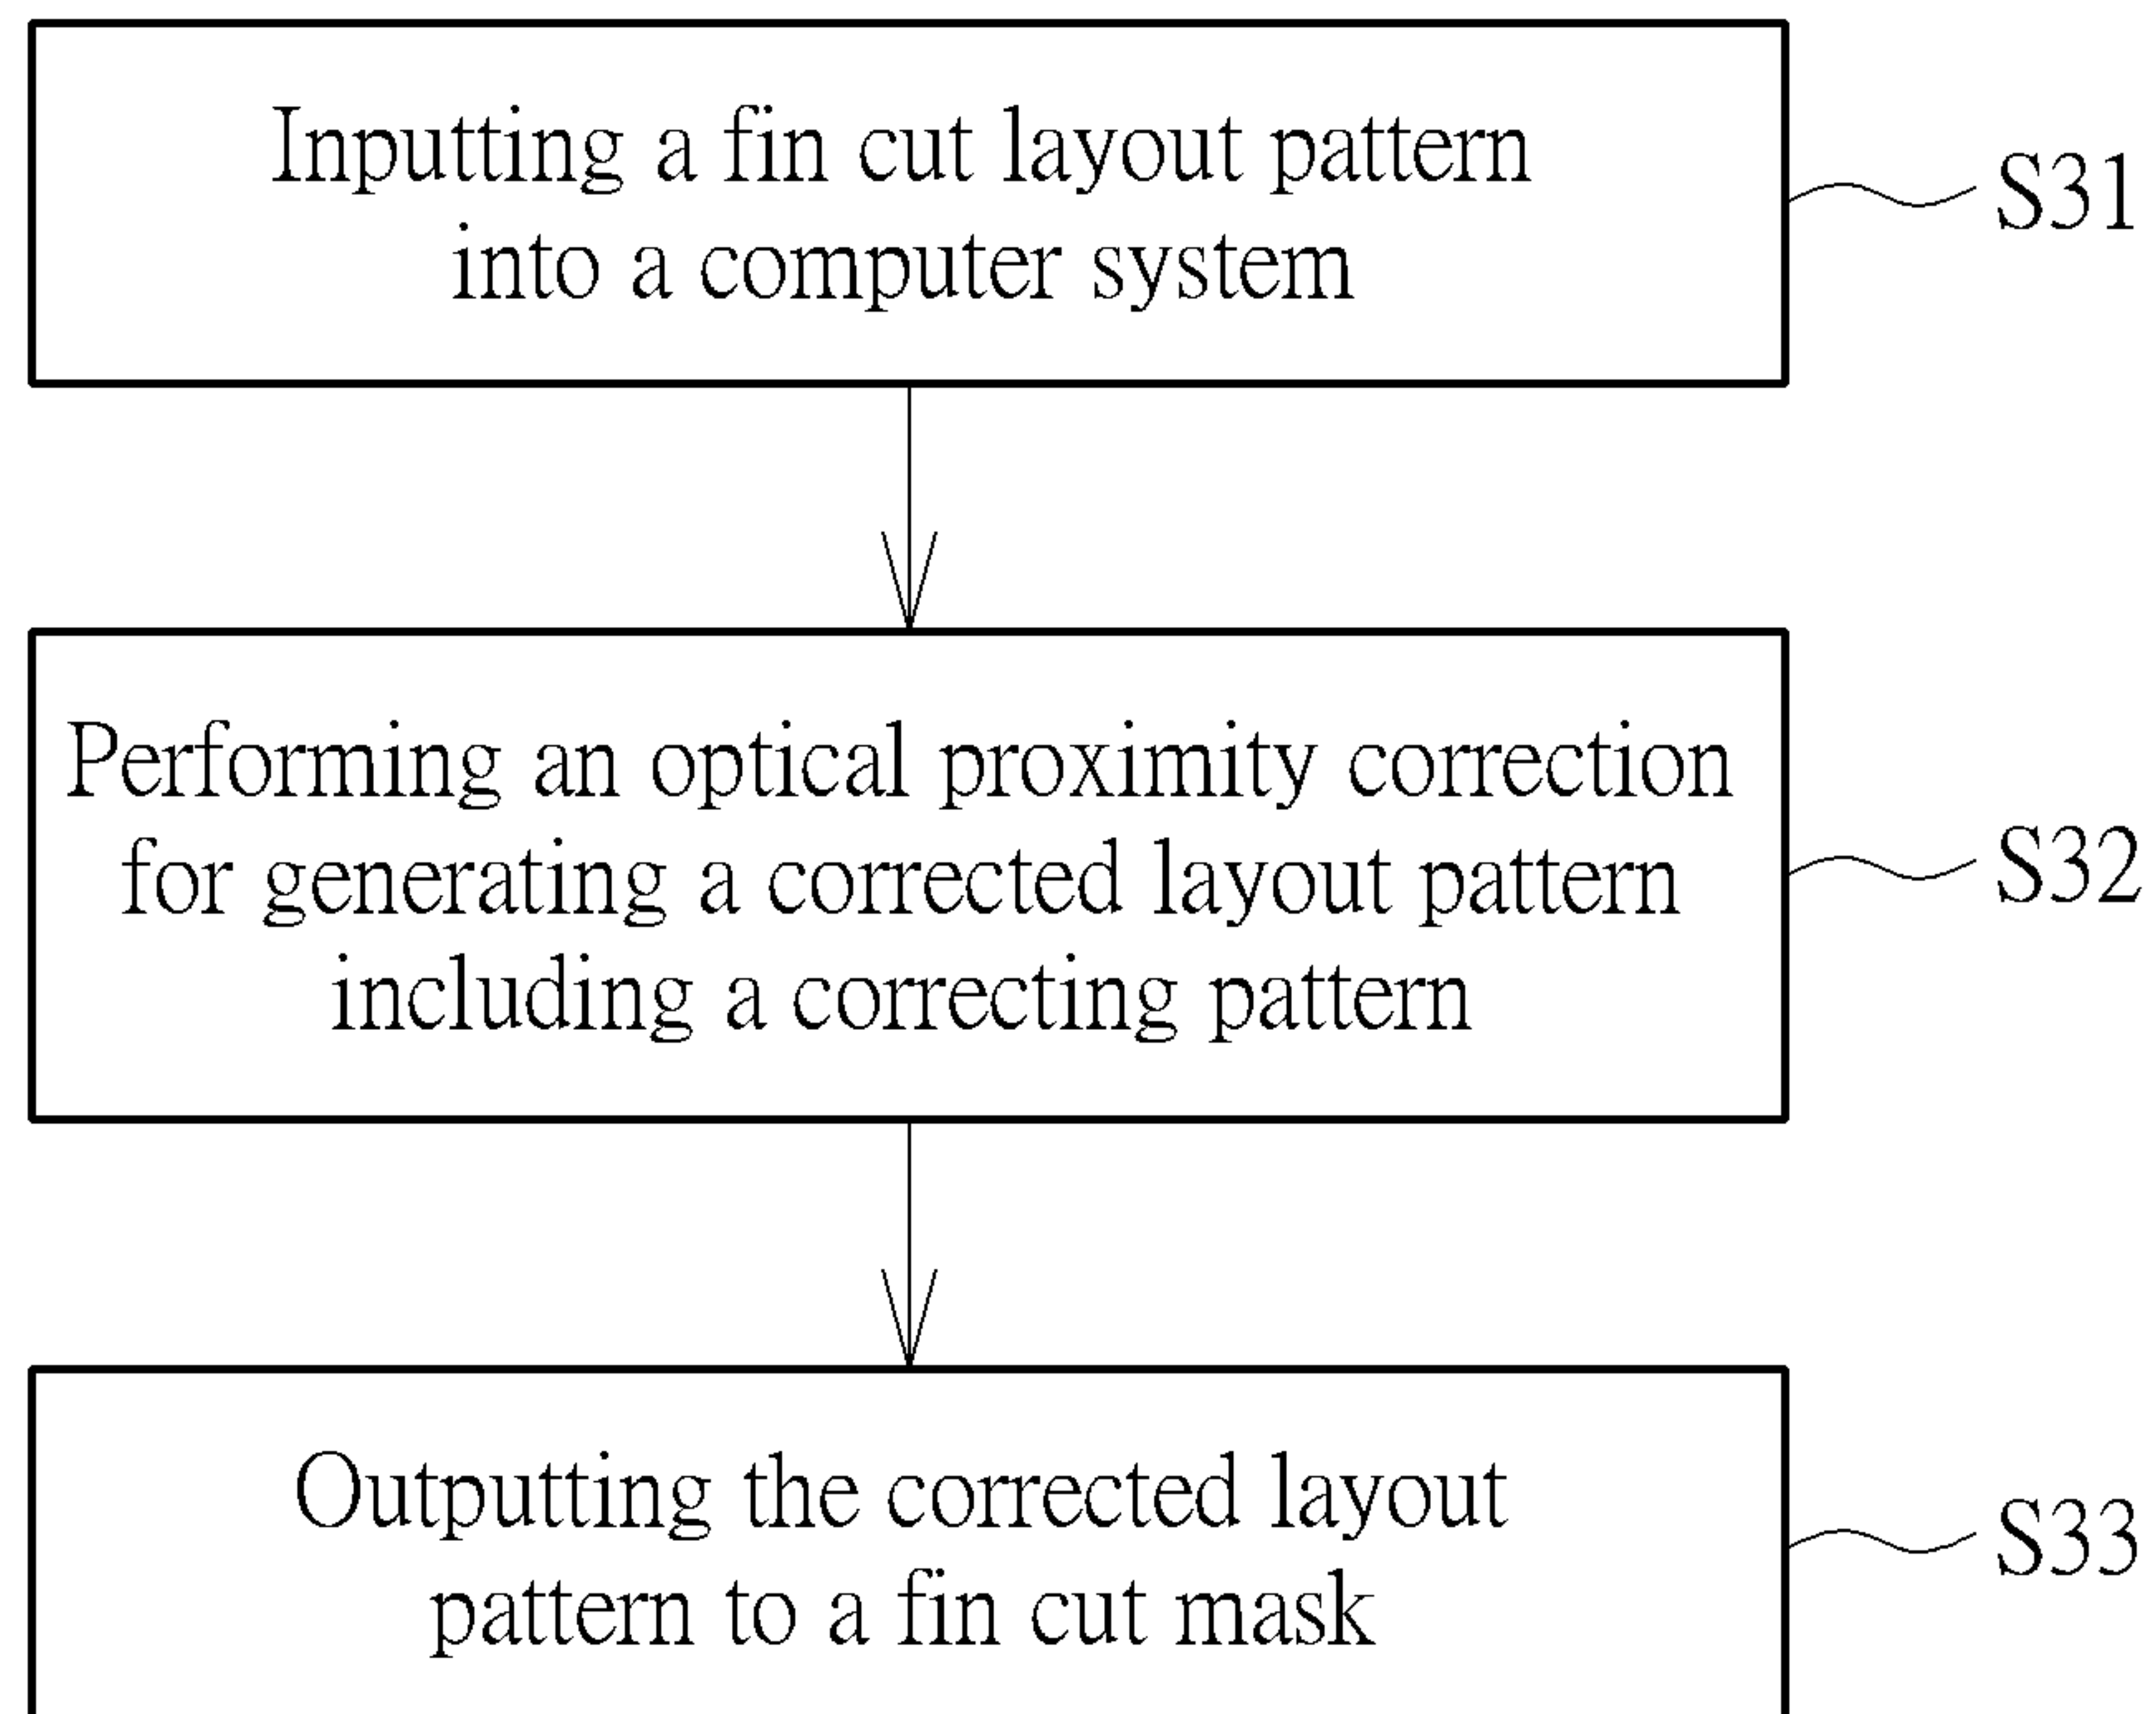 Inputting a fin cut layout pattern
into a computer system
S31
Performing an optical proximity correction
for generating a corrected layout pattern
including a correcting pattern
S32
Outputting the corrected layout
pattern to a fin cut mask
S33